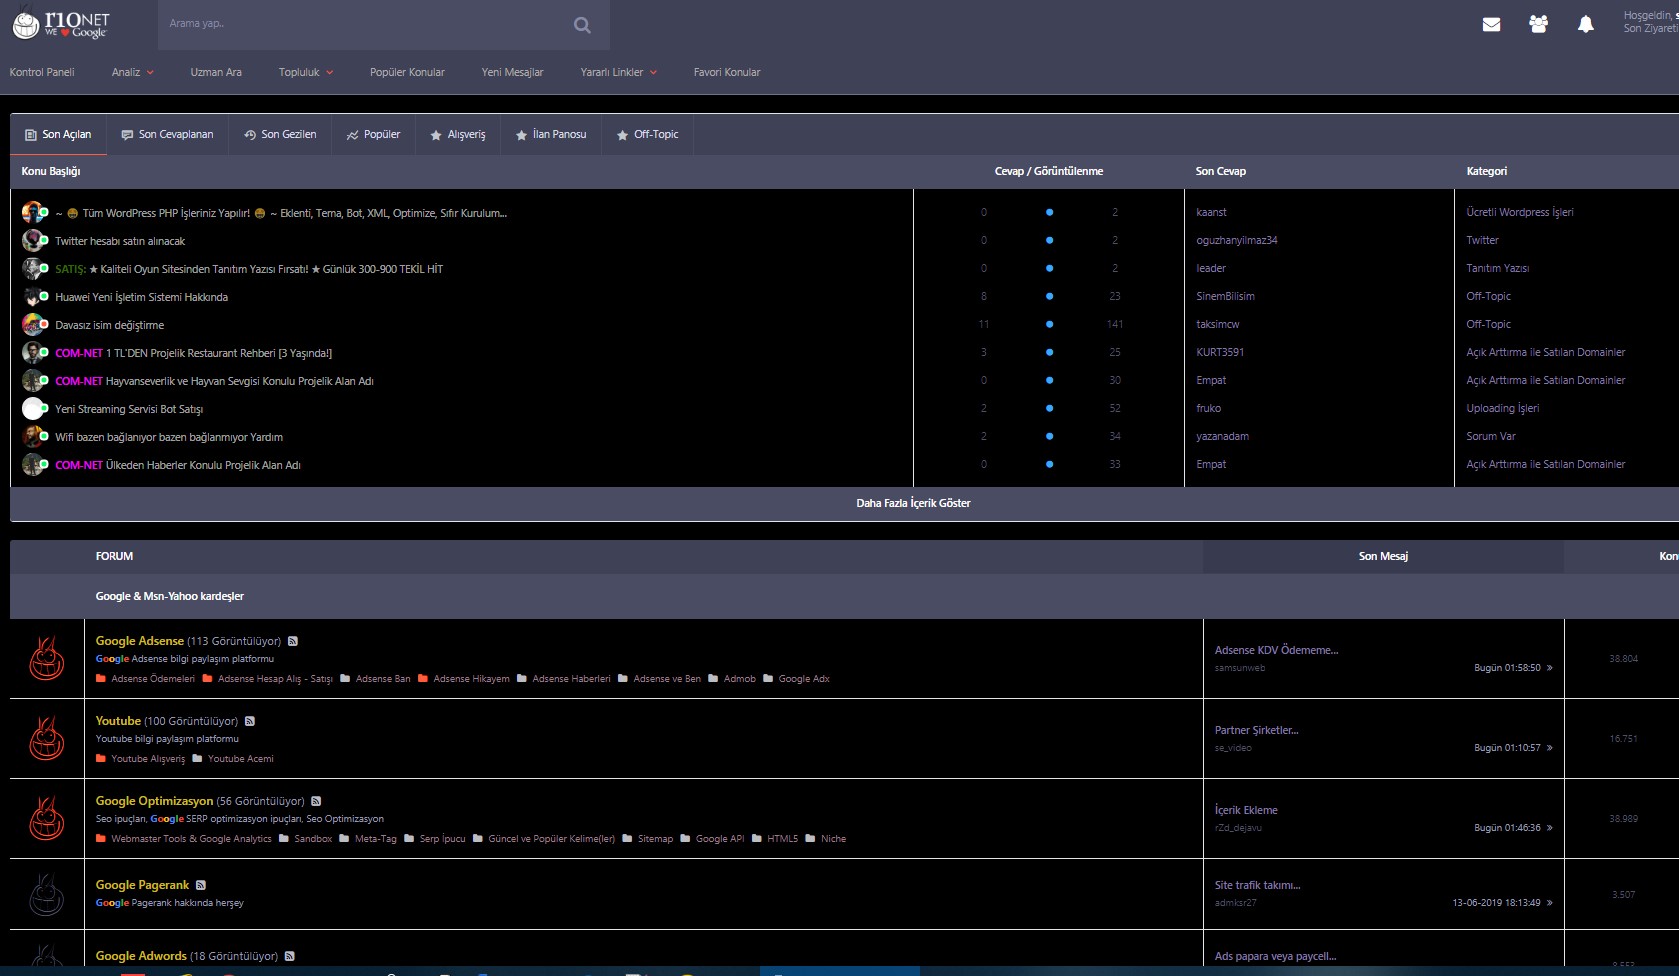 r10NET
WE Google
Arama yap..
Hoşgeldin, s
Son Ziyareti
Kontrol Paneli Analiz Uzman Ara Topluluk Popüler Konular Yeni Mesajlar Yararlı Linkler Favori Konular
Son Açılan Son Cevaplanan Son Gezilen Popüler Alışveriş İlan Panosu Off-Topic
Konu Başlığı Cevap / Görüntülenme Son Cevap Kategori
~ Tüm WordPress PHP İşleriniz Yapılır! ~ Eklenti, Tema, Bot, XML, Optimize, Sıfır Kurulum... 0 2 kaanst Ücretli Wordpress İşleri
Twitter hesabı satın alınacak 0 2 oguzhanyilmaz34 Twitter
SATIŞ: ★ Kaliteli Oyun Sitesinden Tanıtım Yazısı Fırsatı! ★ Günlük 300-900 TEKİL HİT 0 2 leader Tanıtım Yazısı
Huawei Yeni İşletim Sistemi Hakkında 8 23 SinemBilisim Off-Topic
Davasız isim değiştirme 11 141 taksimcw Off-Topic
COM-NET 1 TL'DEN Projelik Restaurant Rehberi [3 Yaşında!] 3 25 KURT3591 Açık Arttırma ile Satılan Domainler
COM-NET Hayvanseverlik ve Hayvan Sevgisi Konulu Projelik Alan Adı 0 30 Empat Açık Arttırma ile Satılan Domainler
Yeni Streaming Servisi Bot Satışı 2 52 fruko Uploading İşleri
Wifi bazen bağlanıyor bazen bağlanmıyor Yardım 2 34 yazanadam Sorum Var
COM-NET Ülkeden Haberler Konulu Projelik Alan Adı 0 33 Empat Açık Arttırma ile Satılan Domainler
Daha Fazla İçerik Göster
FORUM Son Mesaj Kon
Google & Msn-Yahoo kardeşler
Google Adsense (113 Görüntülüyor)
Google Adsense bilgi paylaşım platformu
Adsense Ödemeleri Adsense Hesap Alış - Satışı Adsense Ban Adsense Hikayem Adsense Haberleri Adsense ve Ben Admob Google Adx
Adsense KDV Ödememe...
samsunweb Bugün 01:58:50 »
38.804
Youtube (100 Görüntülüyor)
Youtube bilgi paylaşım platformu
Youtube Alışveriş Youtube Acemi
Partner Şirketler...
se_video Bugün 01:10:57 »
16.751
Google Optimizasyon (56 Görüntülüyor)
Seo ipuçları, Google SERP optimizasyon ipuçları, Seo Optimizasyon
Webmaster Tools & Google Analytics Sandbox Meta-Tag Serp İpucu Güncel ve Popüler Kelime(ler) Sitemap Google API HTML5 Niche
İçerik Ekleme
rZd_dejavu Bugün 01:46:36 »
38.989
Google Pagerank
Google Pagerank hakkında herşey
Site trafik takımı...
admksr27 13-06-2019 18:13:49 »
3.507
Google Adwords (18 Görüntülüyor)
Ads papara veya paycell...